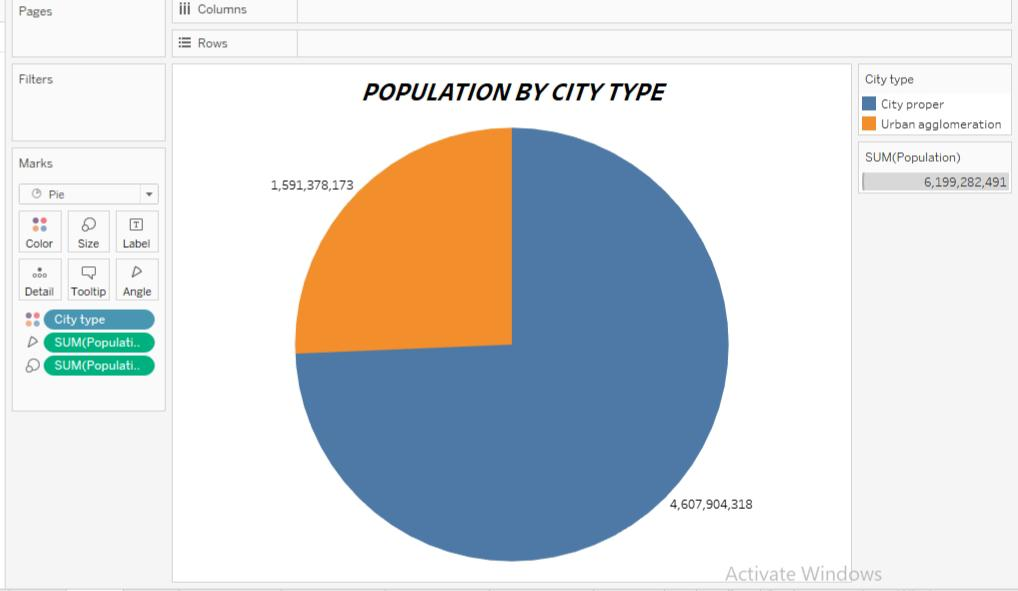 Pages
Columns
Rows
Filters
Marks
Pie
Color
Size
Label
Detail
Tooltip
Angle
City type
SUM(Populati..
SUM(Populati..
POPULATION BY CITY TYPE
1,591,378,173
4,607,904,318
City type
City proper
Urban agglomeration
SUM(Population)
6,199,282,491
Activate Windows